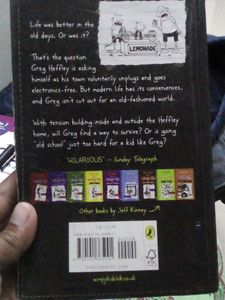 Life was better in the
old days. Or was it?
LEMONADE
That's the question
Greg Heffley is asking
himself as his town voluntarily unplugs and goes
electronics-free. But modern life has its conveniences,
and Greg isn't cut out for an old-fashioned world.
With tension building inside and outside the Heffley
home, will Greg find a way to survive? Or is going
"old school" just too hard for a kid like Greg?
"HILARIOUS" – Sunday Telegraph
Other books by Jeff Kinney
FSC
wimpykidclub.co.uk